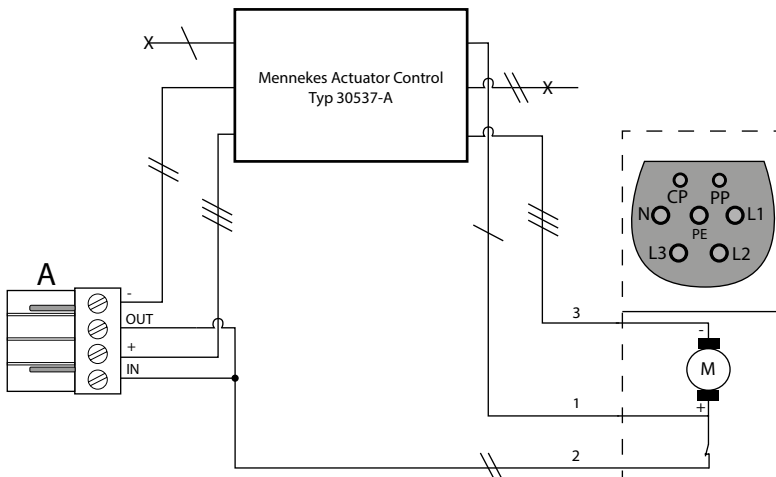 X
Mennekes Actuator Control
Typ 30537-A
X
CP PP
N L1
PE
L3 L2
A
-
OUT
+
IN
3
-
M
1
+
2